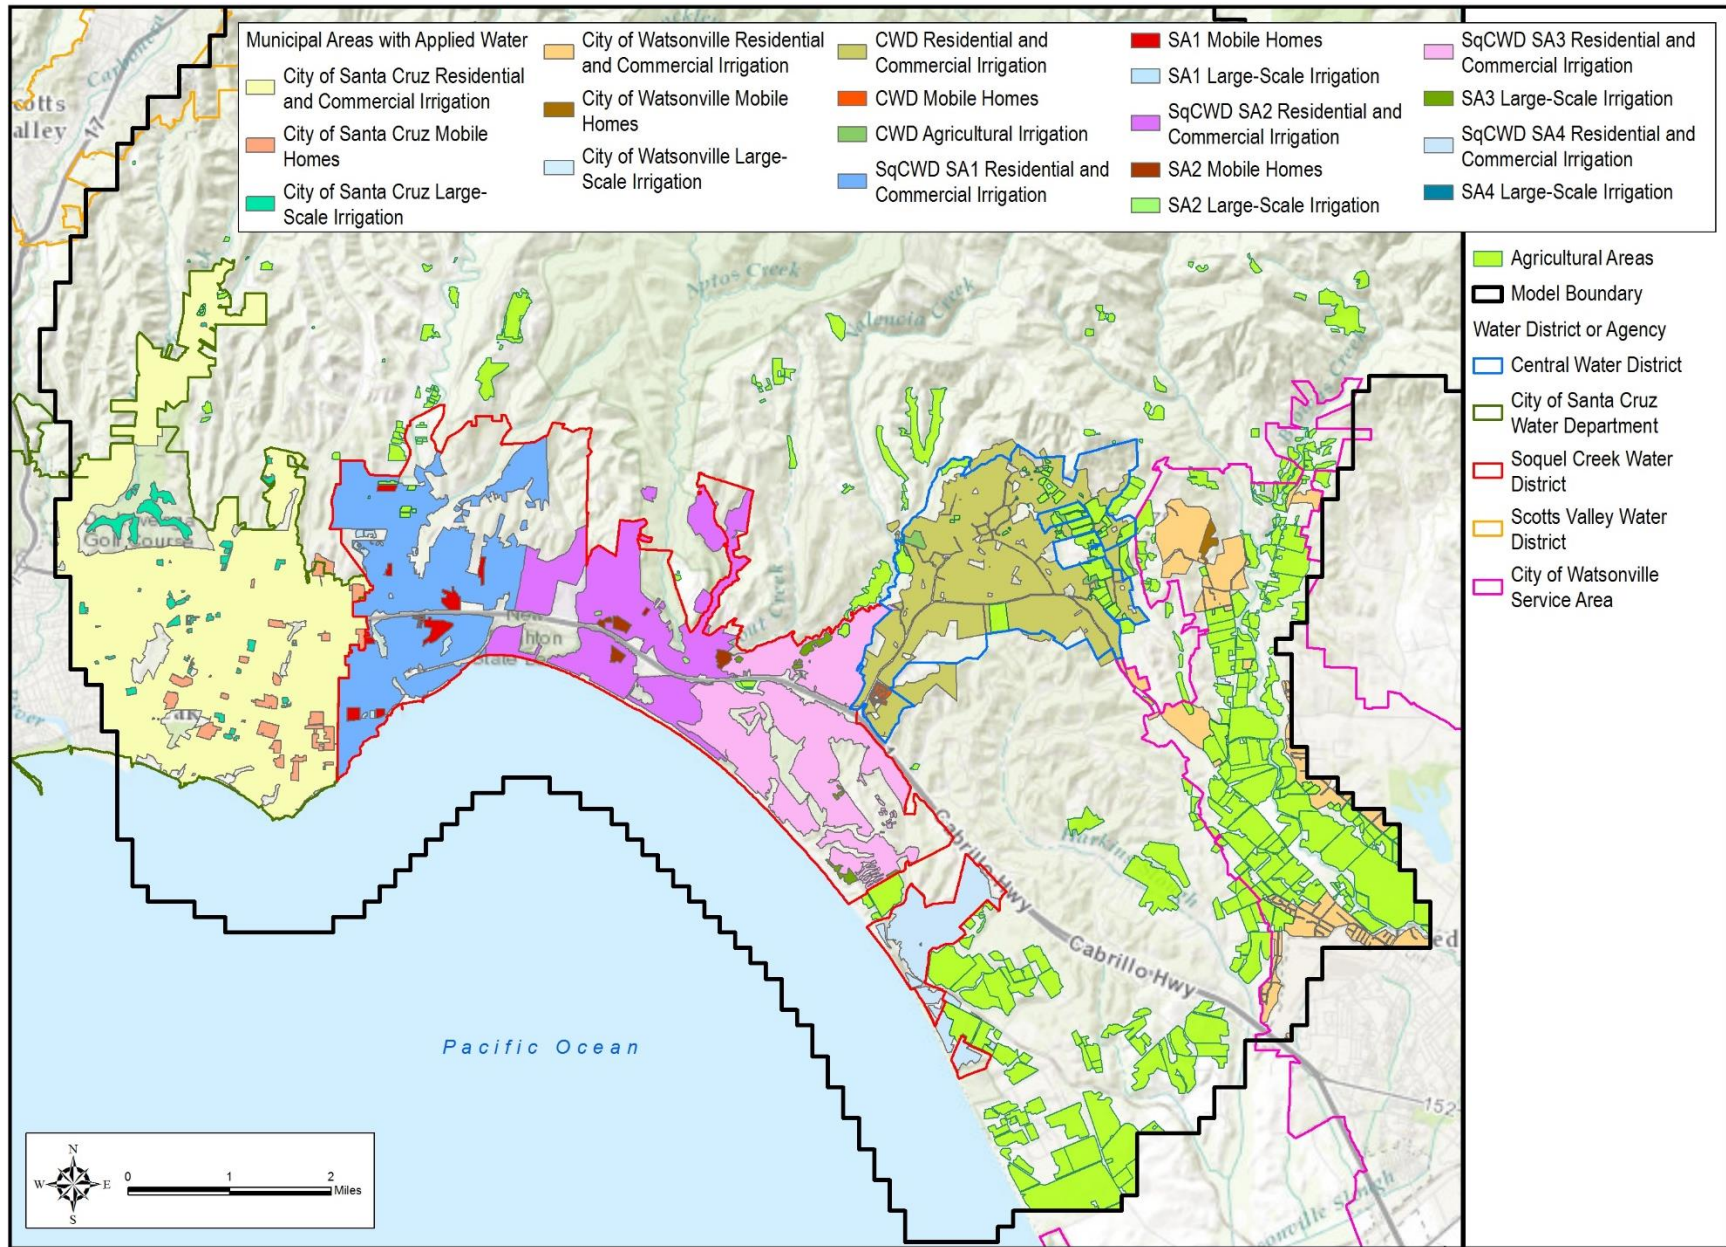 Municipal Areas with Applied Water
City of Santa Cruz Residential
and Commercial Irrigation
City of Santa Cruz Mobile
Homes
City of Santa Cruz Large-
Scale Irrigation
City of Watsonville Residential
and Commercial Irrigation
City of Watsonville Mobile
Homes
City of Watsonville Large-
Scale Irrigation
CWD Residential and
Commercial Irrigation
CWD Mobile Homes
CWD Agricultural Irrigation
SqCWD SA1 Residential and
Commercial Irrigation
SA1 Mobile Homes
SA1 Large-Scale Irrigation
SqCWD SA2 Residential and
Commercial Irrigation
SA2 Mobile Homes
SA2 Large-Scale Irrigation
SqCWD SA3 Residential and
Commercial Irrigation
SA3 Large-Scale Irrigation
SqCWD SA4 Residential and
Commercial Irrigation
SA4 Large-Scale Irrigation
Agricultural Areas
Model Boundary
Water District or Agency
Central Water District
City of Santa Cruz
Water Department
Soquel Creek Water
District
Scotts Valley Water
District
City of Watsonville
Service Area
cotts
alley
17
Aptos Creek
Valencia Creek
Golf Course
Cabrillo Hwy
Cabrillo Hwy
152
Pacific Ocean
N
W E
S
0 1 2
Miles